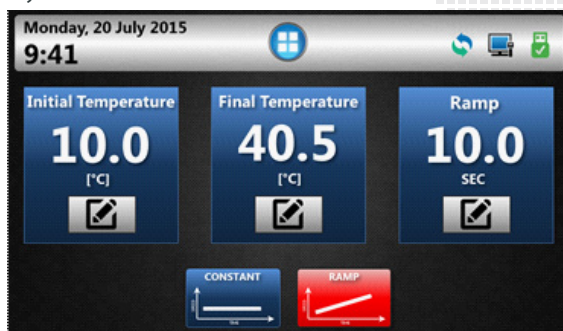 Monday, 20 July 2015
9:41
Initial Temperature
10.0
[°C]
Final Temperature
40.5
[°C]
Ramp
10.0
SEC
CONSTANT
RAMP